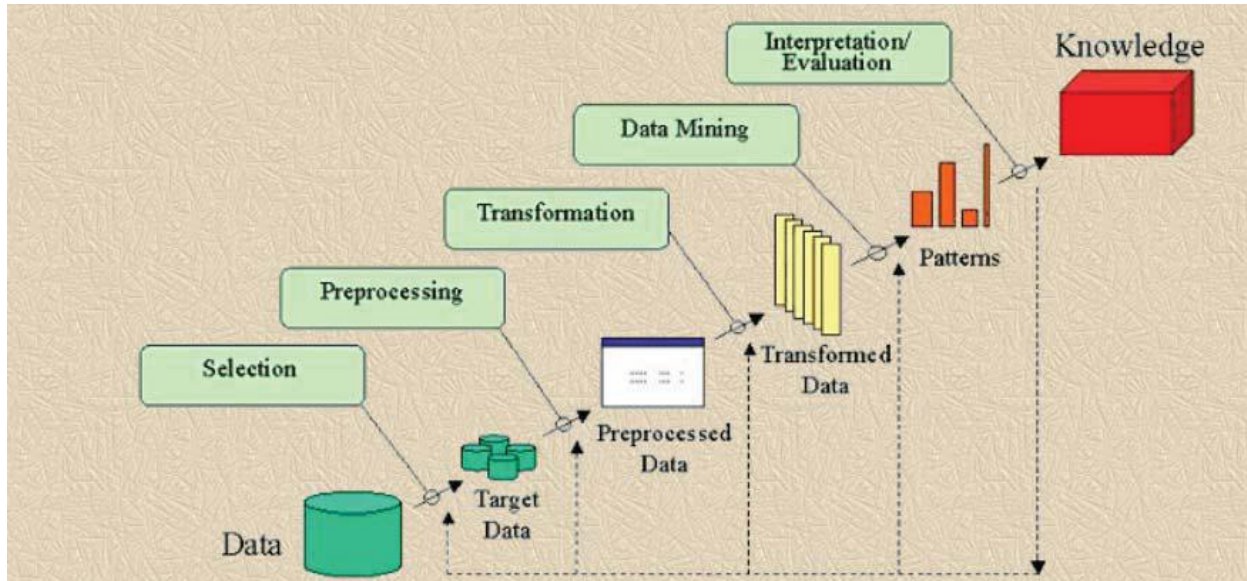 Interpretation/
Evaluation
Knowledge
Data Mining
Transformation
Patterns
Preprocessing
Transformed
Data
Selection
Preprocessed
Data
Target
Data
Data